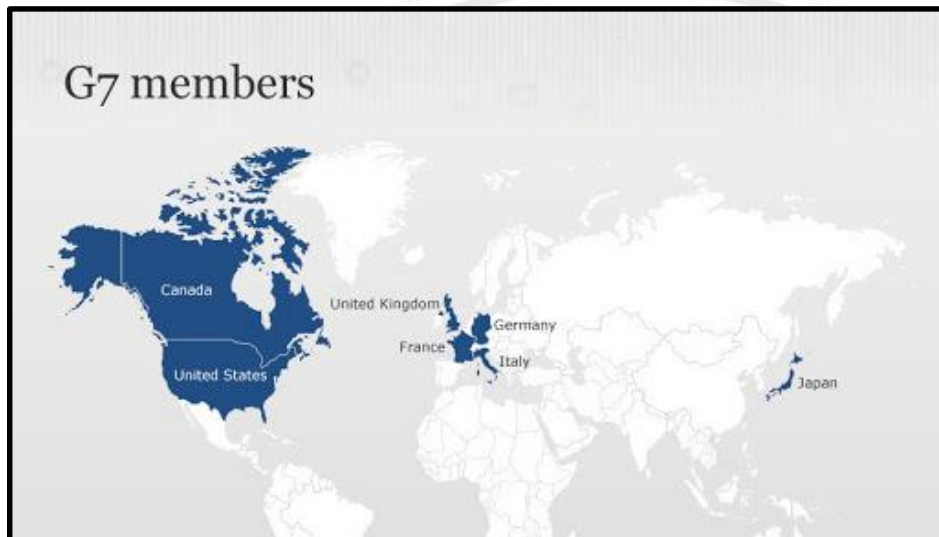 G7 members
Canada
United Kingdom
Germany
France
Italy
United States
Japan